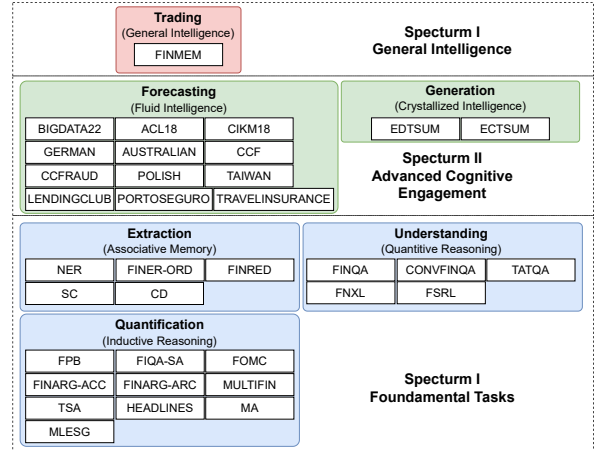 Trading
(General Intelligence)
FINMEM
Specturm I
General Intelligence
Forecasting
(Fluid Intelligence)
BIGDATA22 ACL18 CIKM18
GERMAN AUSTRALIAN CCF
CCFRAUD POLISH TAIWAN
LENDINGCLUB PORTOSEGURO TRAVELINSURANCE
Generation
(Crystallized Intelligence)
EDTSUM ECTSUM
Specturm II
Advanced Cognitive
Engagement
Extraction
(Associative Memory)
NER FINER-ORD FINRED
SC CD
Understanding
(Quantitive Reasoning)
FINQA CONVFINQA TATQA
FNXL FSRL
Quantification
(Inductive Reasoning)
FPB FIQA-SA FOMC
FINARG-ACC FINARG-ARC MULTIFIN
TSA HEADLINES MA
MLESG
Specturm I
Foundamental Tasks